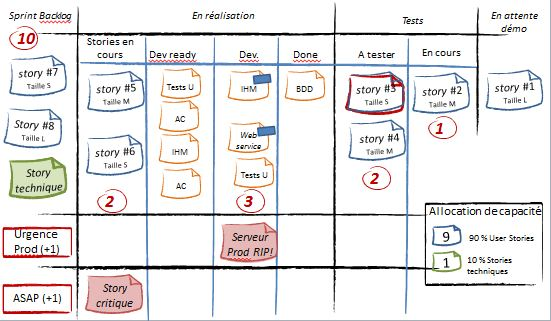 Sprint Backlog
En réalisation
Tests
En attente
démo
10
Stories en
cours
Dev ready
Dev.
Done
A tester
En cours
story #7
Taille S
story #5
Taille M
Tests U
IHM
BDD
story #3
Taille S
story #2
Taille M
story #1
Taille M
Story #8
Taille L
AC
Web
service
1
story #6
Taille S
IHM
story #4
Taille M
Story
technique
AC
Tests U
2
3
2
Urgence
Prod (+1)
Serveur
Prod RIP!
Allocation de capacité
9
90 % User Stories
1
10 % Stories
techniques
ASAP (+1)
Story
critique